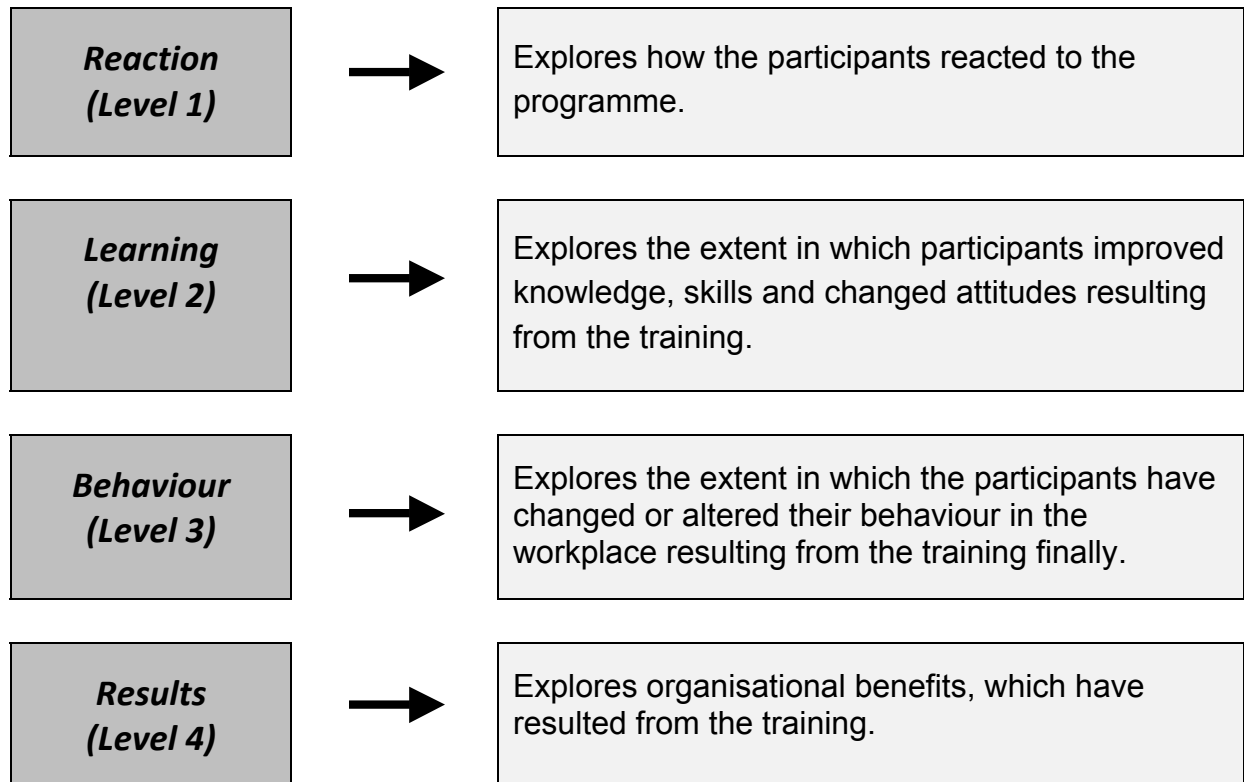 Reaction
(Level 1)
Explores how the participants reacted to the
programme.
Learning
(Level 2)
Explores the extent in which participants improved
knowledge, skills and changed attitudes resulting
from the training.
Behaviour
(Level 3)
Explores the extent in which the participants have
changed or altered their behaviour in the
workplace resulting from the training finally.
Results
(Level 4)
Explores organisational benefits, which have
resulted from the training.